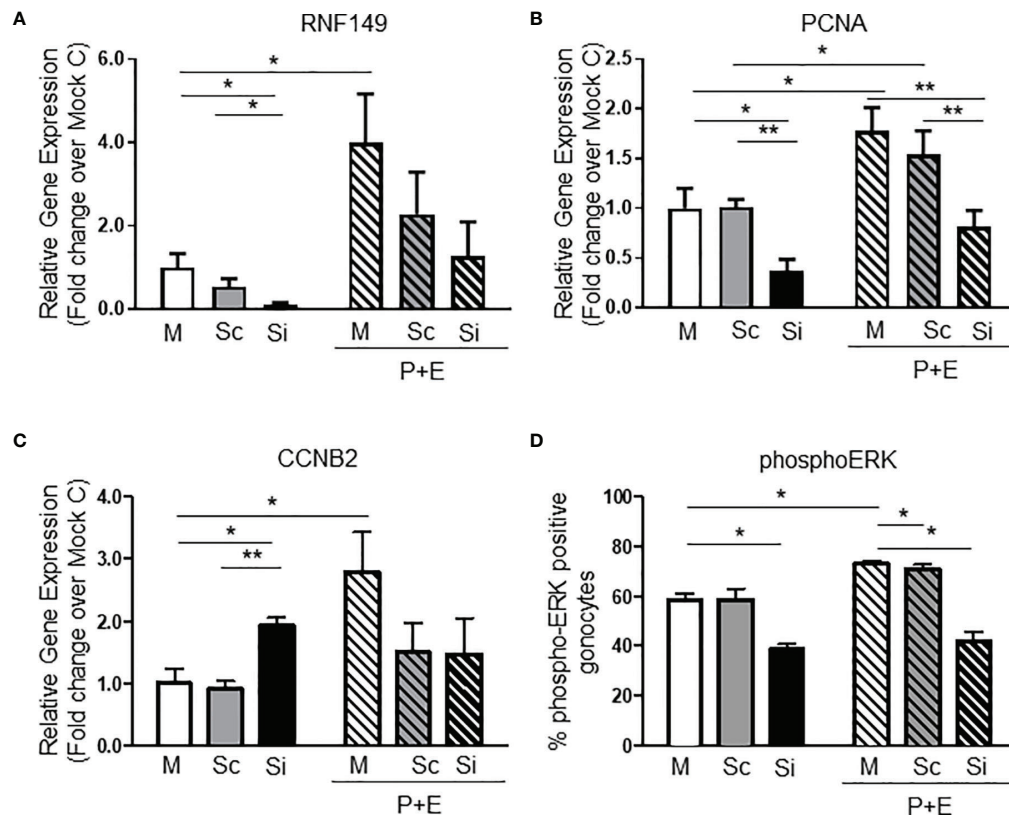 A
RNF149
Relative Gene Expression
(Fold change over Mock C)
6.0
4.0
2.0
0.0
*
*
*
M Sc Si M Sc Si
P+E
B
PCNA
Relative Gene Expression
(Fold change over Mock C)
2.5
2.0
1.5
1.0
0.5
0.0
*
*
**
*
**
**
M Sc Si M Sc Si
P+E
C
CCNB2
Relative Gene Expression
(Fold change over Mock C)
4.0
3.0
2.0
1.0
0.0
*
*
**
M Sc Si M Sc Si
P+E
D
phosphoERK
% phospho-ERK positive
gonocytes
100
80
60
40
20
0
*
*
*
*
M Sc Si M Sc Si
P+E